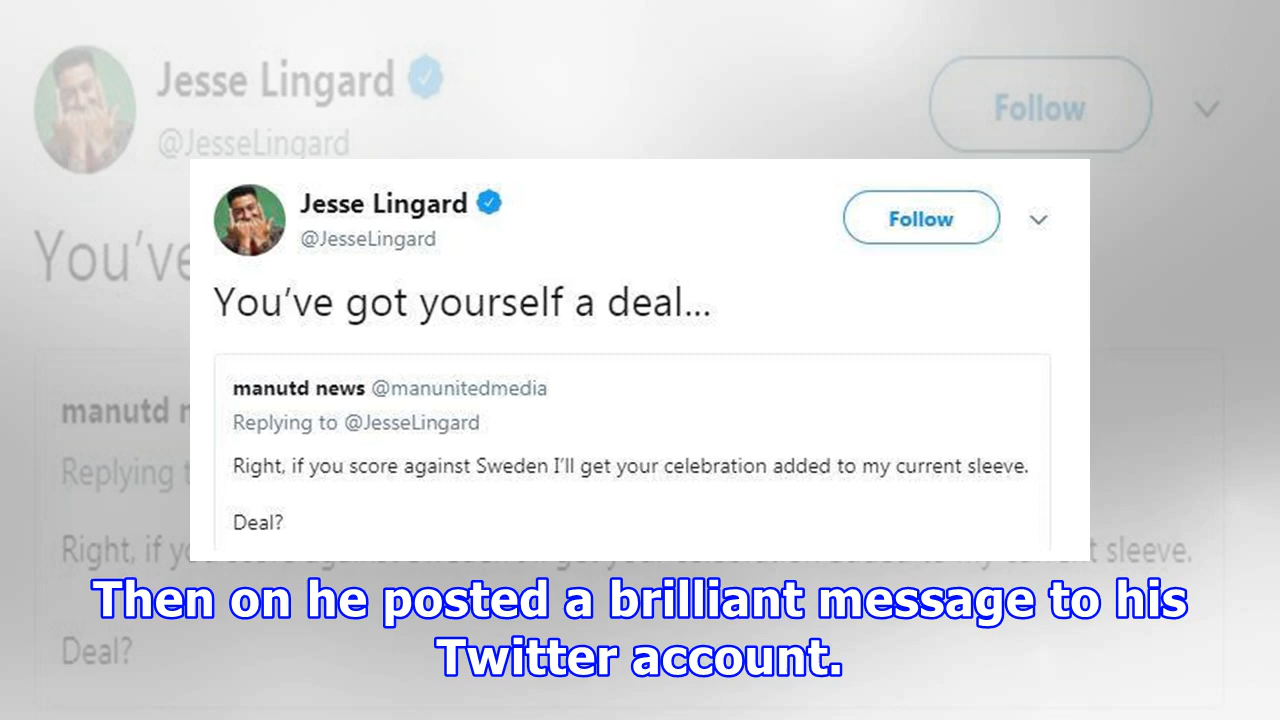 Jesse Lingard
@JesseLingard
Follow
Jesse Lingard
@JesseLingard
Follow
You've
You've got yourself a deal...
manutd news @manunitedmedia
manutd n
Replying to @JesseLingard
Replying t
Right, if you score against Sweden I'll get your celebration added to my current sleeve.
Deal?
Right, if yo
t sleeve.
Then on he posted a brilliant message to his
Deal?
Twitter account.